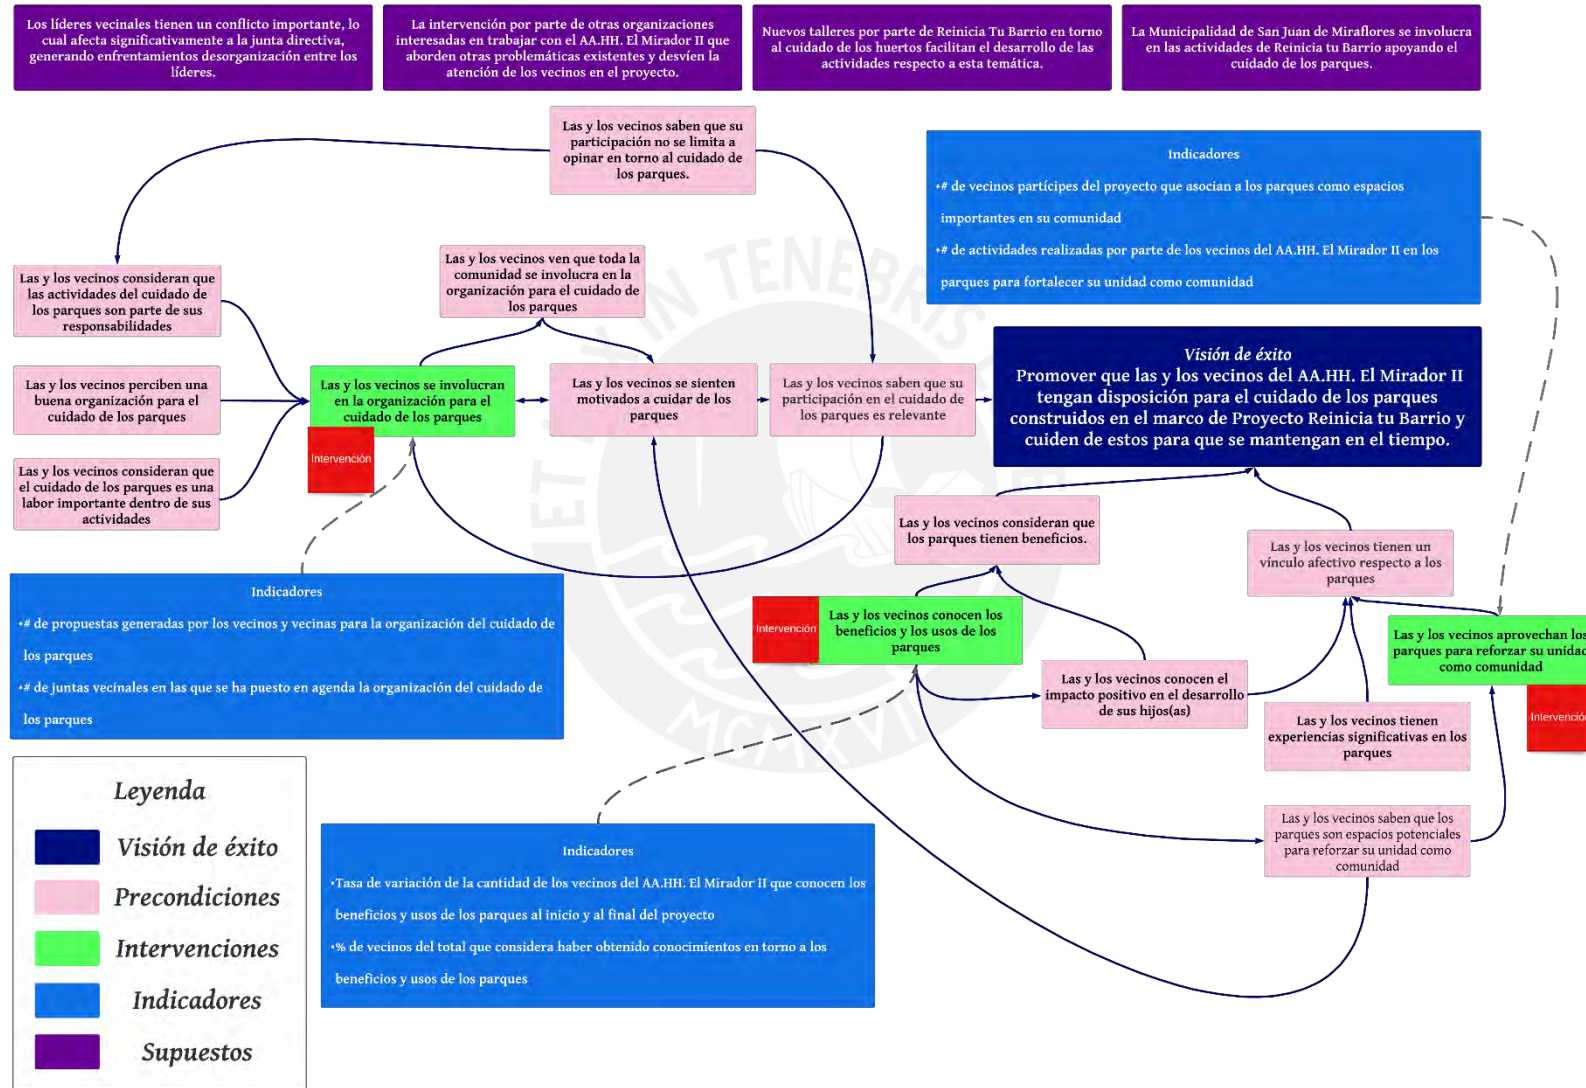 Los líderes vecinales tienen un conflicto importante, lo
cual afecta significativamente a la junta directiva,
generando enfrentamientos desorganización entre los
líderes.
La intervención por parte de otras organizaciones
interesadas en trabajar con el AA.HH. El Mirador II que
aborden otras problemáticas existentes y desvíen la
atención de los vecinos en el proyecto.
Nuevos talleres por parte de Reinicia Tu Barrio en torno
al cuidado de los huertos facilitan el desarrollo de las
actividades respecto a esta temática.
La Municipalidad de San Juan de Miraflores se involucra
en las actividades de Reinicia tu Barrio apoyando el
cuidado de los parques.
Las y los vecinos saben que su
participación no se limita a
opinar en torno al cuidado de
los parques.
Indicadores
•# de vecinos partícipes del proyecto que asocian a los parques como espacios
importantes en su comunidad
•# de actividades realizadas por parte de los vecinos del AA.HH. El Mirador II en los
parques para fortalecer su unidad como comunidad
Las y los vecinos ven que toda la
comunidad se involucra en la
organización para el cuidado de
los parques
Las y los vecinos consideran que
las actividades del cuidado de
los parques son parte de sus
responsabilidades
Las y los vecinos perciben una
buena organización para el
cuidado de los parques
Las y los vecinos consideran que
el cuidado de los parques es una
labor importante dentro de sus
actividades
Las y los vecinos se involucran
en la organización para el
cuidado de los parques
Intervención
Las y los vecinos se sienten
motivados a cuidar de los
parques
Las y los vecinos saben que su
participación en el cuidado de
los parques es relevante
Visión de éxito
Promover que las y los vecinos del AA.HH. El Mirador II
tengan disposición para el cuidado de los parques
construidos en el marco de Proyecto Reinicia tu Barrio y
cuiden de estos para que se mantengan en el tiempo.
Las y los vecinos consideran que
los parques tienen beneficios.
Las y los vecinos tienen un
vínculo afectivo respecto a los
parques
Indicadores
•# de propuestas generadas por los vecinos y vecinas para la organización del cuidado de
los parques
•# de juntas vecinales en las que se ha puesto en agenda la organización del cuidado de
los parques
Intervención
Las y los vecinos conocen los
beneficios y los usos de los
parques
Las y los vecinos aprovechan los
parques para reforzar su unidad
como comunidad
Intervención
Las y los vecinos conocen el
impacto positivo en el desarrollo
de sus hijos(as)
Las y los vecinos tienen
experiencias significativas en los
parques
Las y los vecinos saben que los
parques son espacios potenciales
para reforzar su unidad como
comunidad
Indicadores
•Tasa de variación de la cantidad de los vecinos del AA.HH. El Mirador II que conocen los
beneficios y usos de los parques al inicio y al final del proyecto
•% de vecinos del total que considera haber obtenido conocimientos en torno a los
beneficios y usos de los parques
Leyenda
Visión de éxito
Precondiciones
Intervenciones
Indicadores
Supuestos
ET LUX IN TENEBRIS
MCMXVII